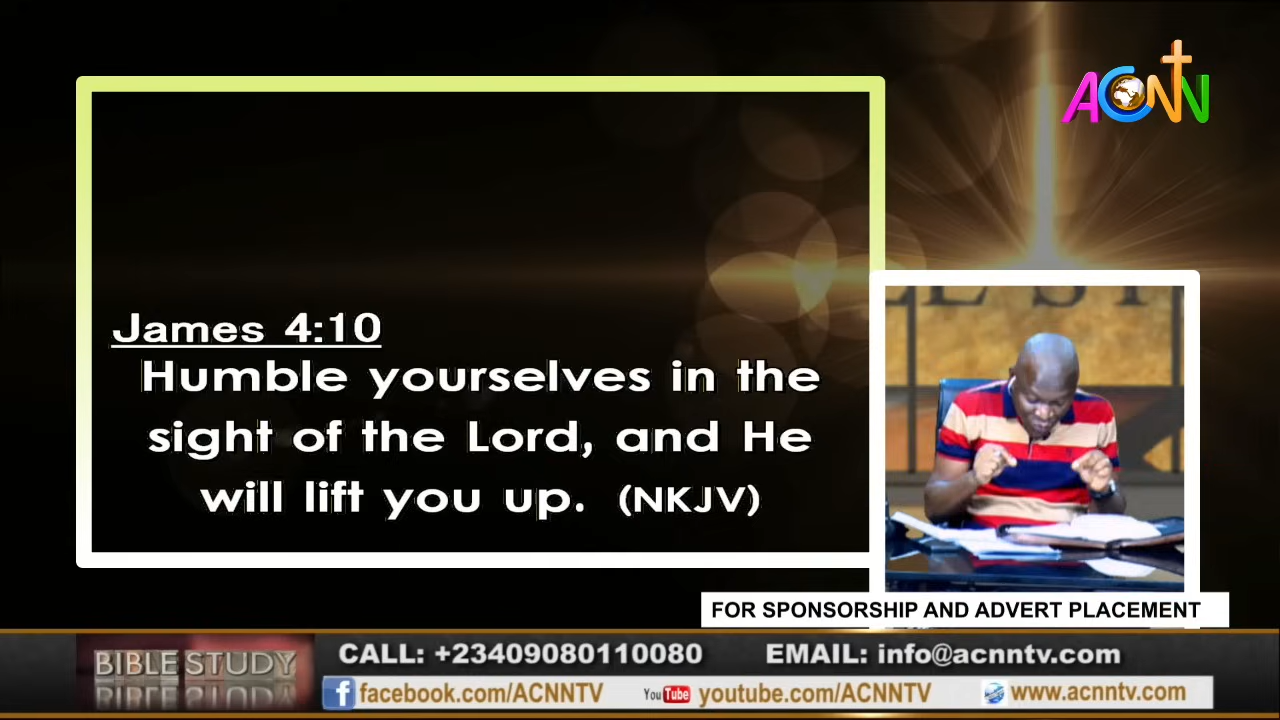 ACNN
James 4:10
Humble yourselves in the
sight of the Lord, and He
will lift you up. (NKJV)
FOR SPONSORSHIP AND ADVERT PLACEMENT
BIBLE STUDY
CALL: +23409080110080 EMAIL: info@acnntv.com
facebook.com/ACNNTV YouTube youtube.com/ACNNTV www.acnntv.com